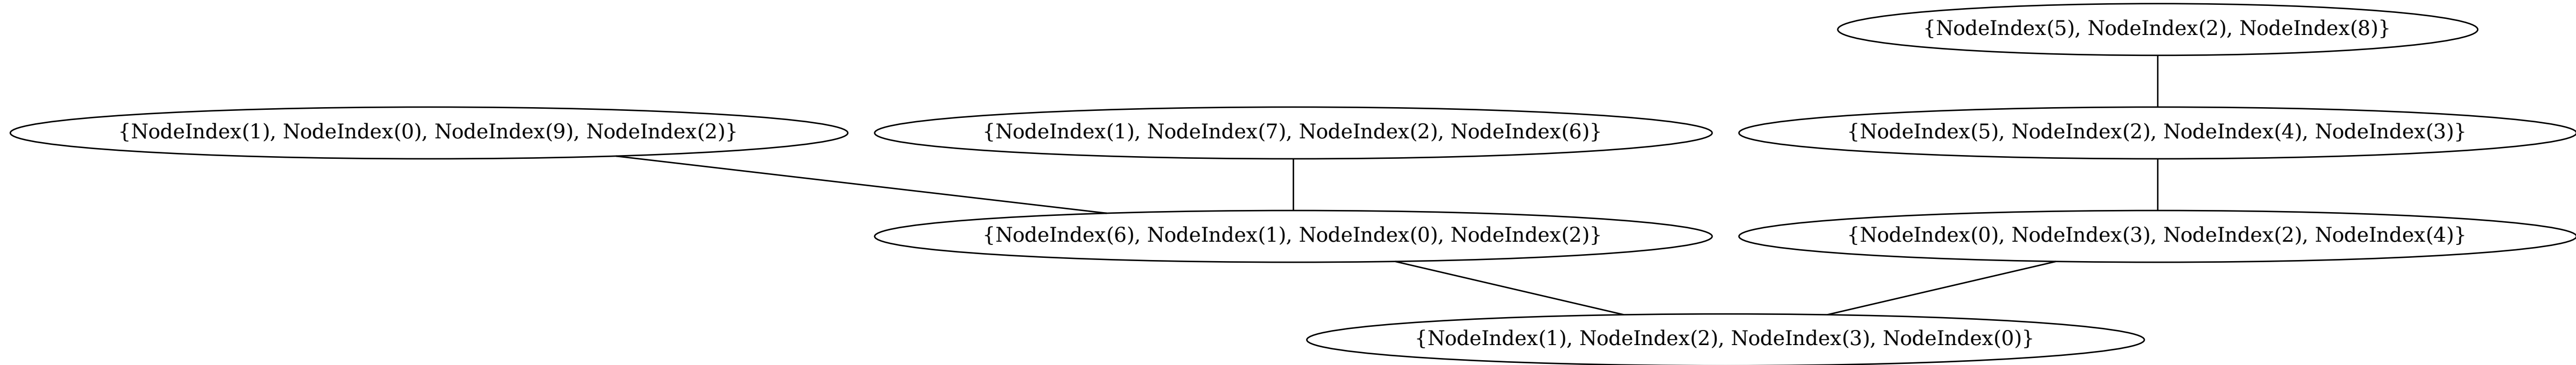 {NodeIndex(5), NodeIndex(2), NodeIndex(8)}
{NodeIndex(1), NodeIndex(0), NodeIndex(9), NodeIndex(2)}
{NodeIndex(1), NodeIndex(7), NodeIndex(2), NodeIndex(6)}
{NodeIndex(5), NodeIndex(2), NodeIndex(4), NodeIndex(3)}
{NodeIndex(6), NodeIndex(1), NodeIndex(0), NodeIndex(2)}
{NodeIndex(0), NodeIndex(3), NodeIndex(2), NodeIndex(4)}
{NodeIndex(1), NodeIndex(2), NodeIndex(3), NodeIndex(0)}